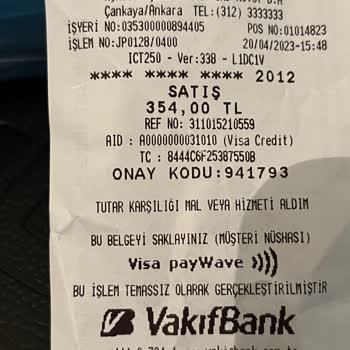 Çankaya/Ankara TEL:(312) 3333333
İŞYERİ NO:035300000894405 POS NO:01014823
İŞLEM NO:JP0128/0400 20/04/2023-15:48
ICT250 - Ver:338 - L1DC1V
**** **** **** 2012
SATIŞ
354,00 TL
REF NO: 311015210559
AID : A0000000031010 (Visa Credit)
TC : 8444C6F25387550B
ONAY KODU:941793
TUTAR KARŞILIĞI MAL VEYA HİZMETİ ALDIM
BU BELGEYİ SAKLAYINIZ (MÜŞTERİ NÜSHASI)
Visa payWave
BU İŞLEM TEMASSIZ OLARAK GERÇEKLEŞTİRİLMİŞTİR
VakıfBank